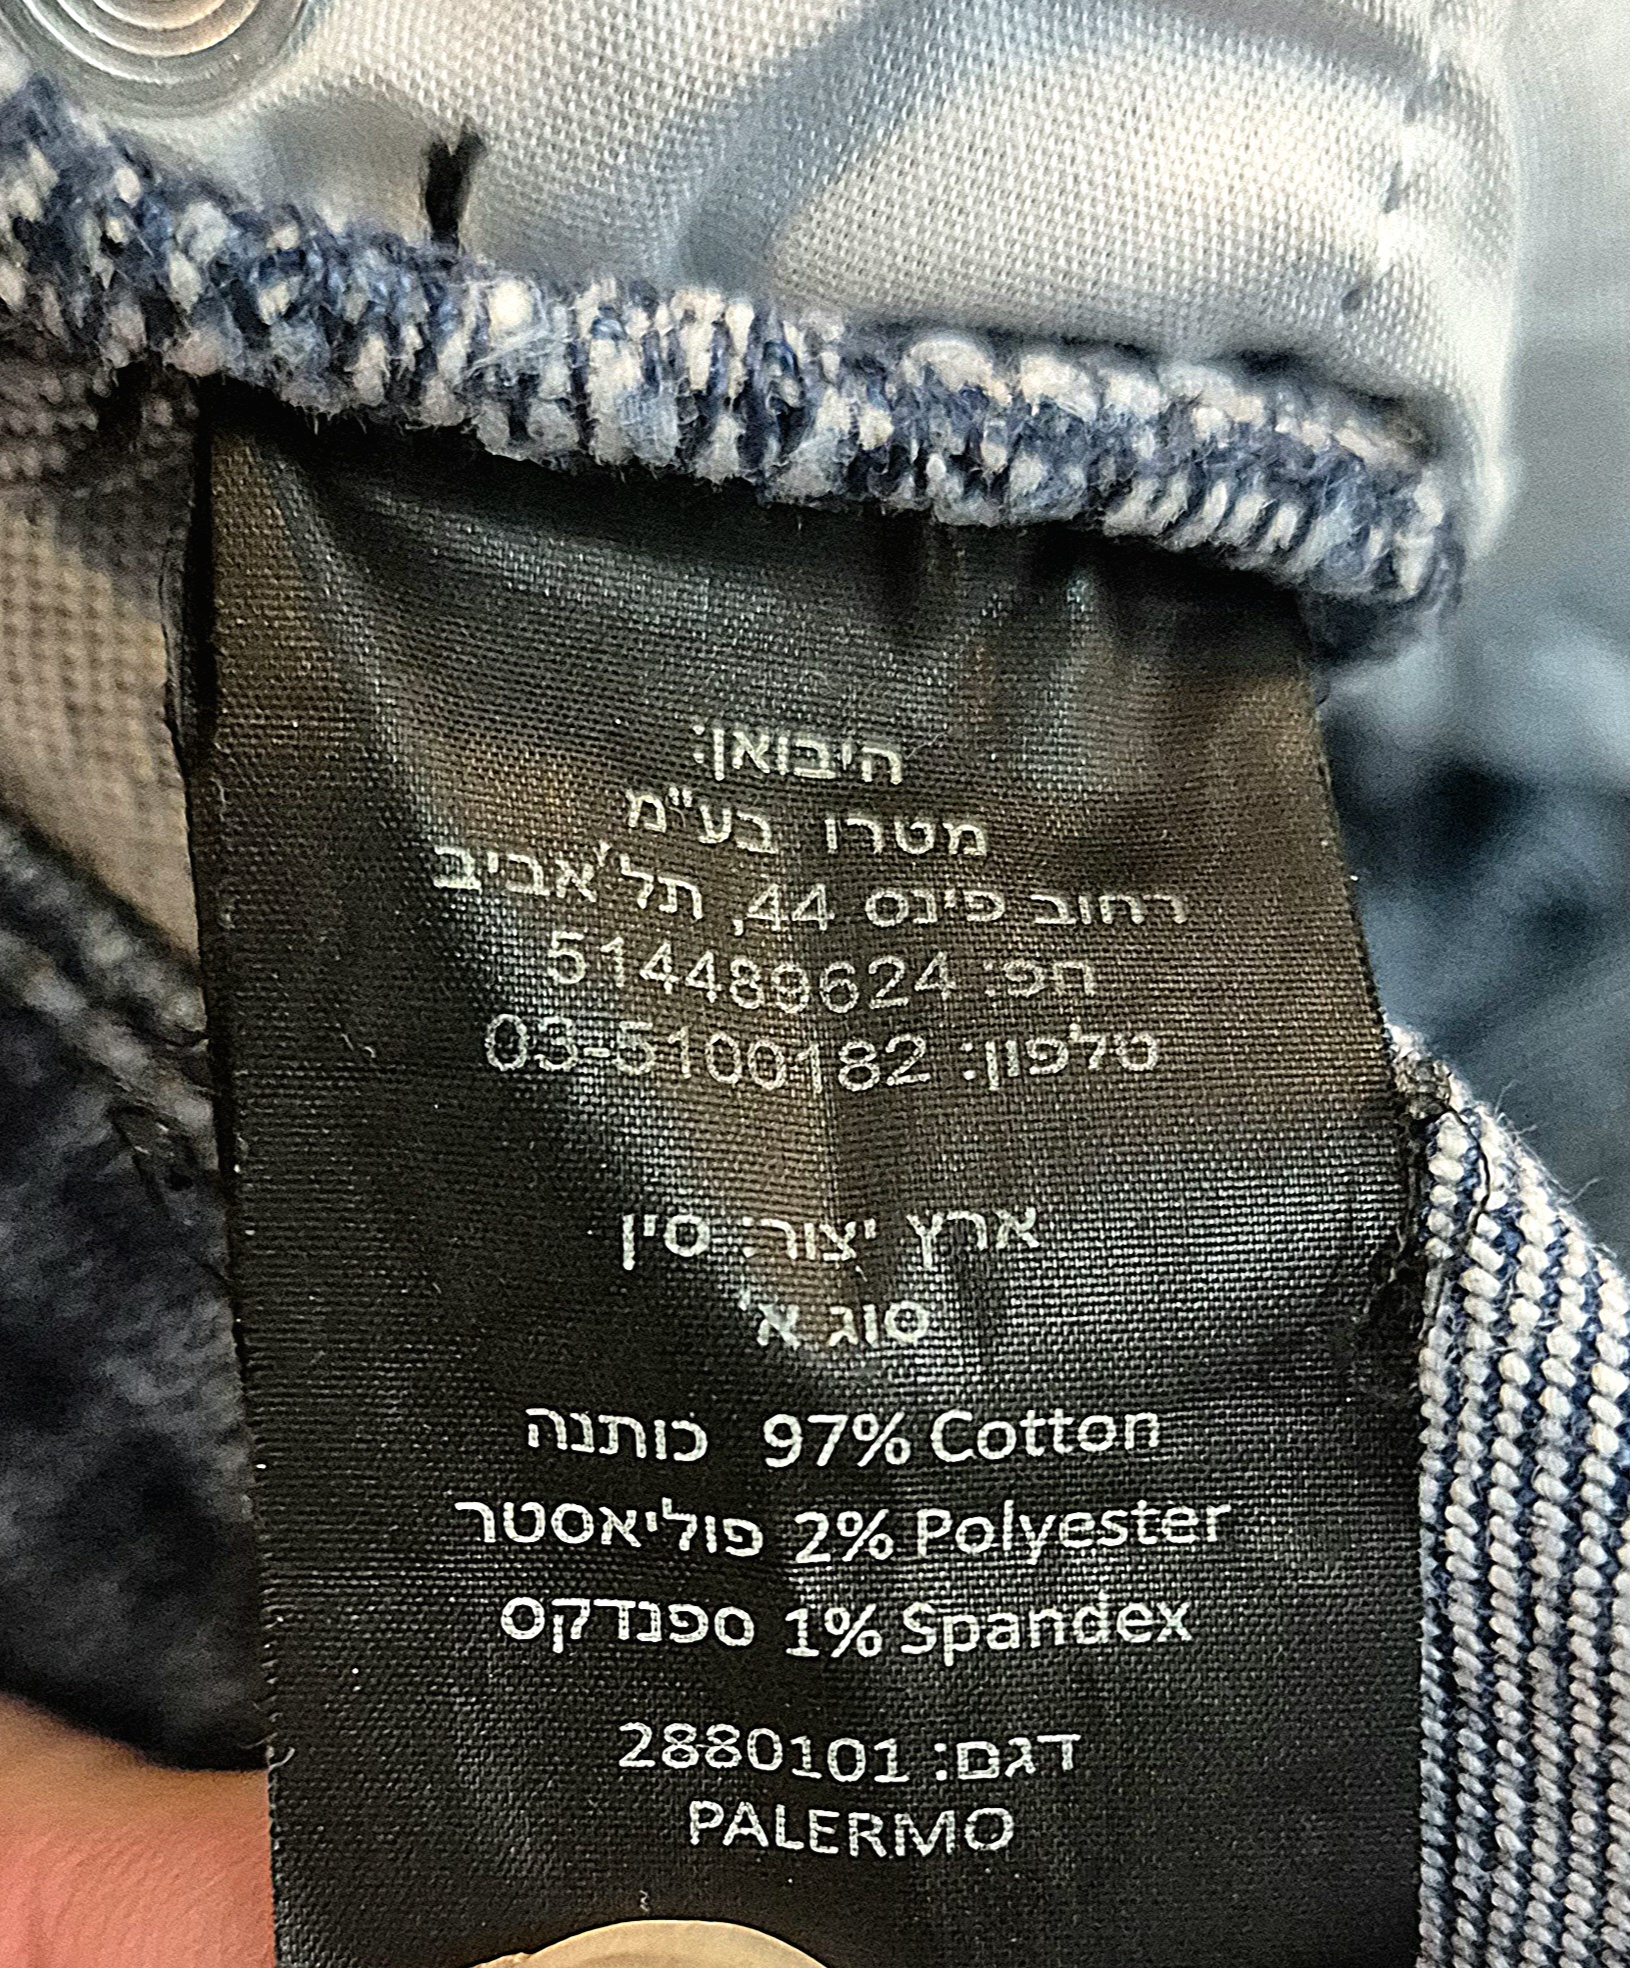 היבואן:
מטרו בע"מ
רחוב פינס 44, תל'אביב
חפ: 514489624
טלפון: 03-5100182
ארץ יצור: סין
סוג א'
97% Cotton כותנה
2% Polyester פוליאסטר
1% Spandex ספנדקס
דגם: 2880101
PALERMO